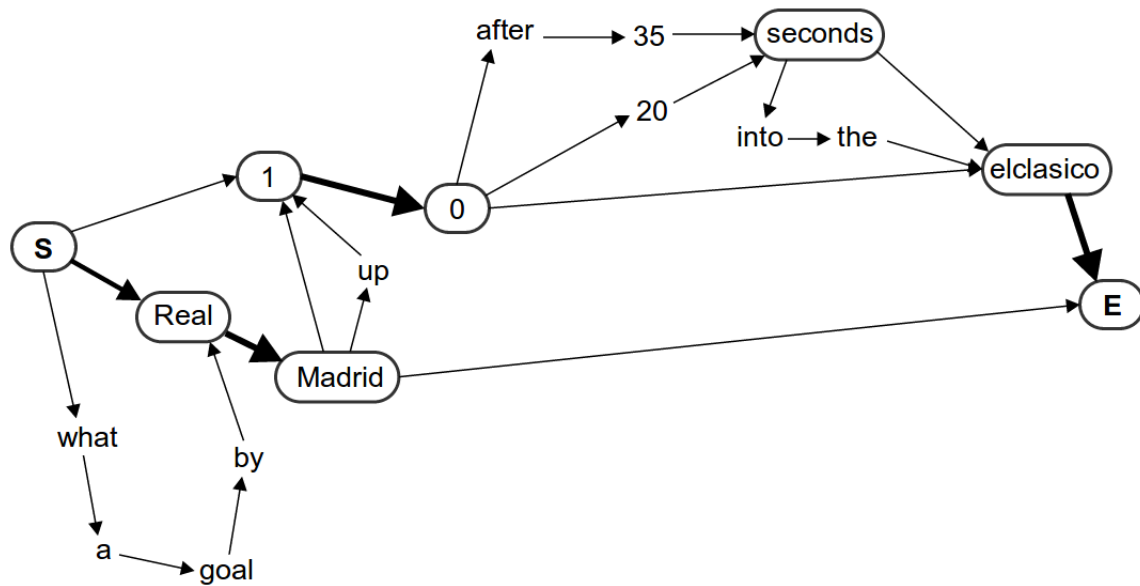 after
35
seconds
20
into
the
1
0
elclasico
S
up
Real
E
Madrid
what
by
a
goal